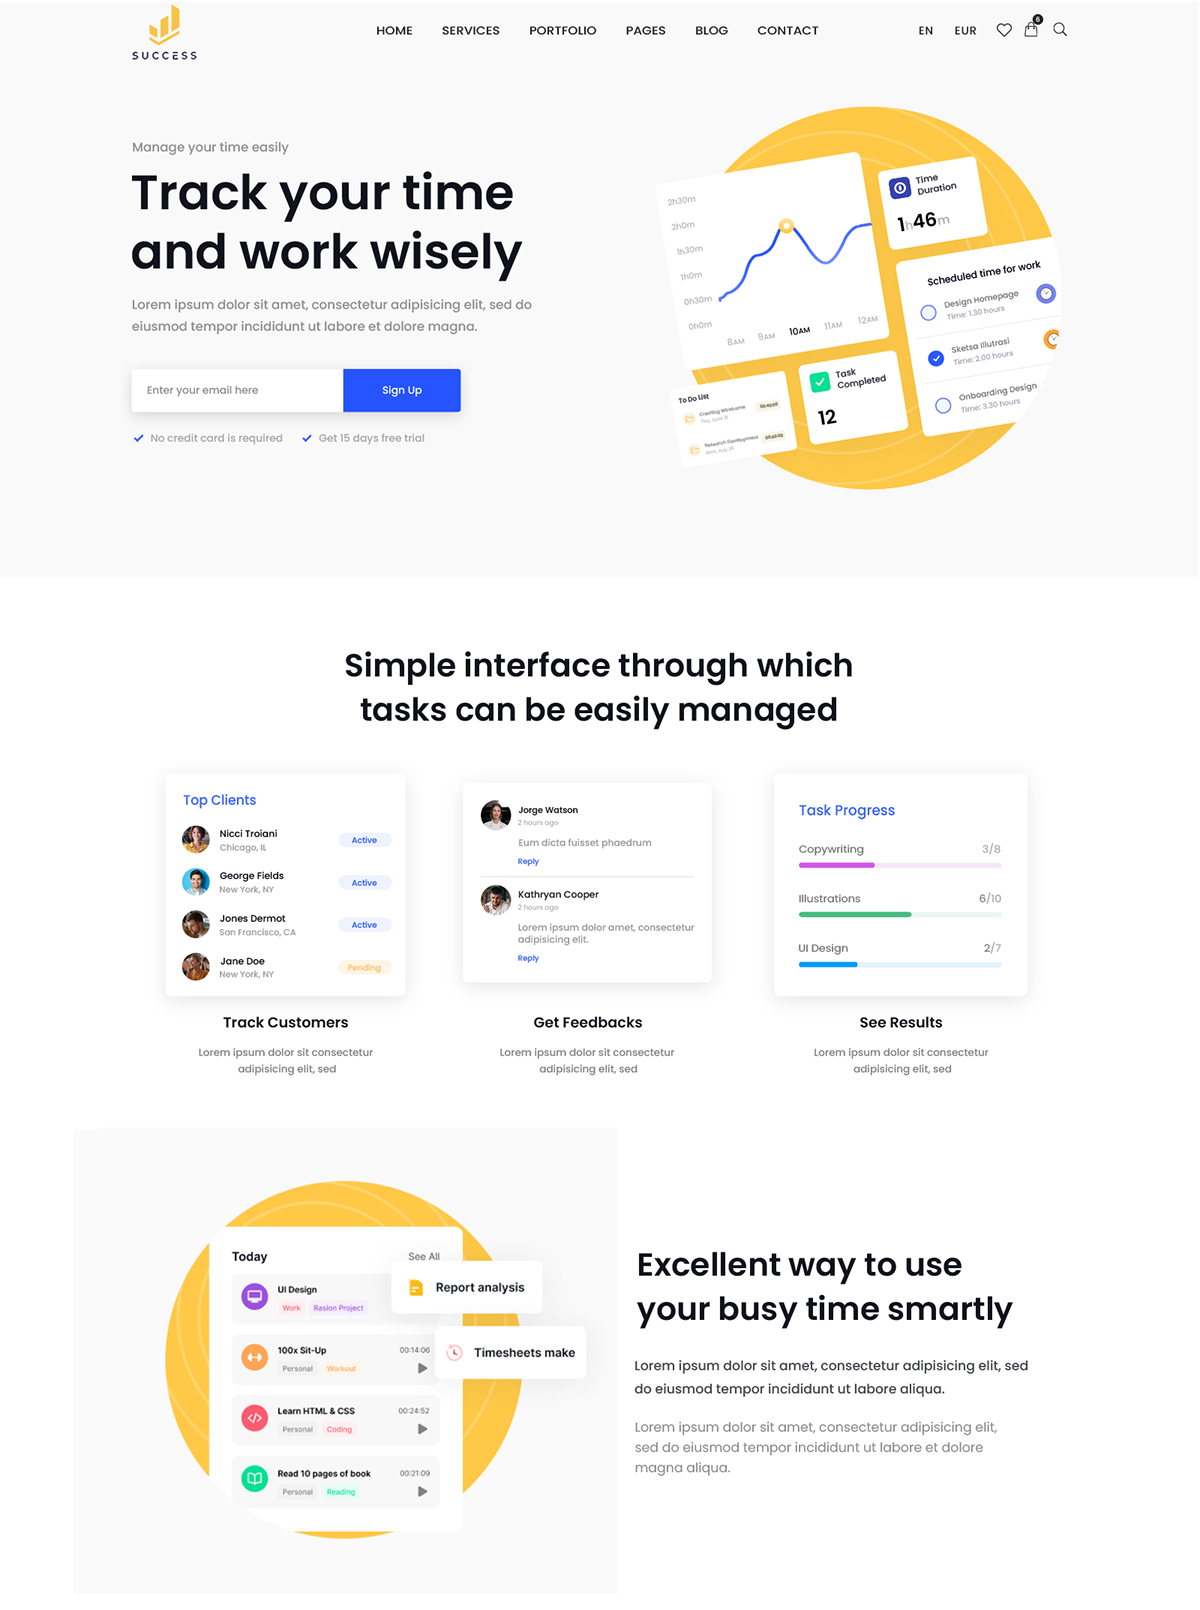 SUCCESS
HOME SERVICES PORTFOLIO PAGES BLOG CONTACT EN EUR 6
Manage your time easily
Track your time
and work wisely
Lorem ipsum dolor sit amet, consectetur adipisicing elit, sed do
eiusmod tempor incididunt ut labore et dolore magna.
Enter your email here
Sign Up
No credit card is required
Get 15 days free trial
2h30m
2h0m
1h30m
1h0m
0h30m
0h0m
8AM 9AM 10AM 11AM 12AM
Time
Duration
1h46m
Scheduled time for work
Design Homepage
Time: 1.30 hours
Sketsa Illutrasi
Time: 2.00 hours
Onboarding Design
Time: 3.30 hours
To Do List
Creating Wireframe
Research Development
Mon, July 25
Task
Completed
12
Simple interface through which
tasks can be easily managed
Top Clients
Nicci Troiani
Chicago, IL
Active
George Fields
New York, NY
Active
Jones Dermot
San Francisco, CA
Active
Jane Doe
New York, NY
Pending
Jorge Watson
2 hours ago
Eum dicta fuisset phaedrum
Reply
Kathryan Cooper
2 hours ago
Lorem ipsum dolor amet, consectetur
adipisicing elit.
Reply
Task Progress
Copywriting 3/8
Illustrations 6/10
UI Design 2/7
Track Customers
Lorem ipsum dolor sit consectetur
adipisicing elit, sed
Get Feedbacks
Lorem ipsum dolor sit consectetur
adipisicing elit, sed
See Results
Lorem ipsum dolor sit consectetur
adipisicing elit, sed
Today See All
UI Design
Work Rasion Project
Report analysis
Timesheets make
100x Sit-Up 00:14:06
Personal Workout
Learn HTML & CSS 00:24:52
Personal Coding
Read 10 pages of book 00:21:09
Personal Reading
Excellent way to use
your busy time smartly
Lorem ipsum dolor sit amet, consectetur adipisicing elit, sed
do eiusmod tempor incididunt ut labore aliqua.
Lorem ipsum dolor sit amet, consectetur adipisicing elit,
sed do eiusmod tempor incididunt ut labore et dolore
magna aliqua.